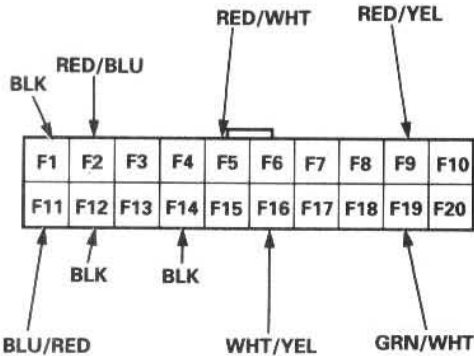 RED/WHT RED/YEL
RED/BLU
BLK
F1 F2 F3 F4 F5 F6 F7 F8 F9 F10
F11 F12 F13 F14 F15 F16 F17 F18 F19 F20
BLK BLK
BLU/RED WHT/YEL GRN/WHT